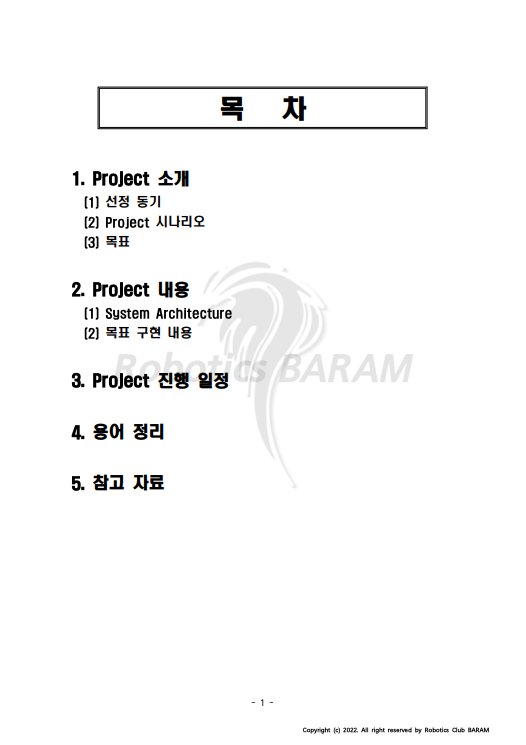 목 차
1. Project 소개
(1) 선정 동기
(2) Project 시나리오
(3) 목표
2. Project 내용
(1) System Architecture
(2) 목표 구현 내용
Robotics BARAM
3. Project 진행 일정
4. 용어 정리
5. 참고 자료
- 1 -
Copyright (c) 2022. All right reserved by Robotics Club BARAM